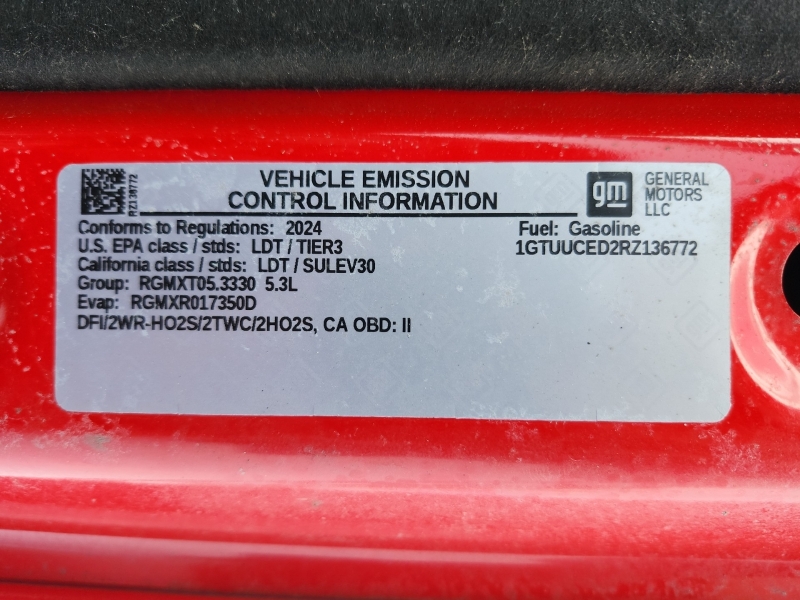 VEHICLE EMISSION
CONTROL INFORMATION
RZ136772
gm
GENERAL
MOTORS
LLC
Conforms to Regulations: 2024
Fuel: Gasoline
U.S. EPA class / stds: LDT / TIER3
1GTUUCED2RZ136772
California class / stds: LDT / SULEV30
Group: RGMXT05.3330 5.3L
Evap: RGMXR017350D
DFI/2WR-HO2S/2TWC/2HO2S, CA OBD: II